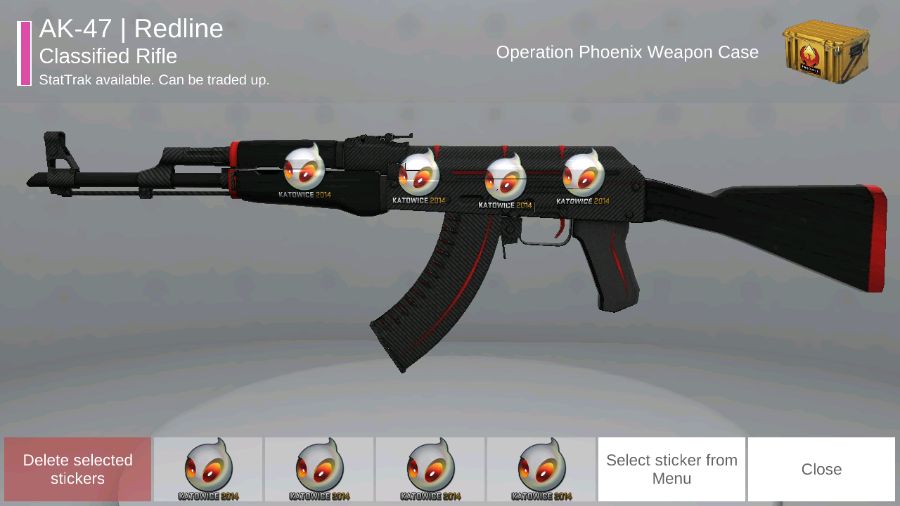 AK-47 | Redline
Classified Rifle
StatTrak available. Can be traded up.
Operation Phoenix Weapon Case
KATOWICE 2014
KATOWICE 2014
KATOWICE 2014
KATOWICE 2014
Delete selected
stickers
KATOWICE 2014
KATOWICE 2014
KATOWICE 2014
KATOWICE 2014
Select sticker from
Menu
Close